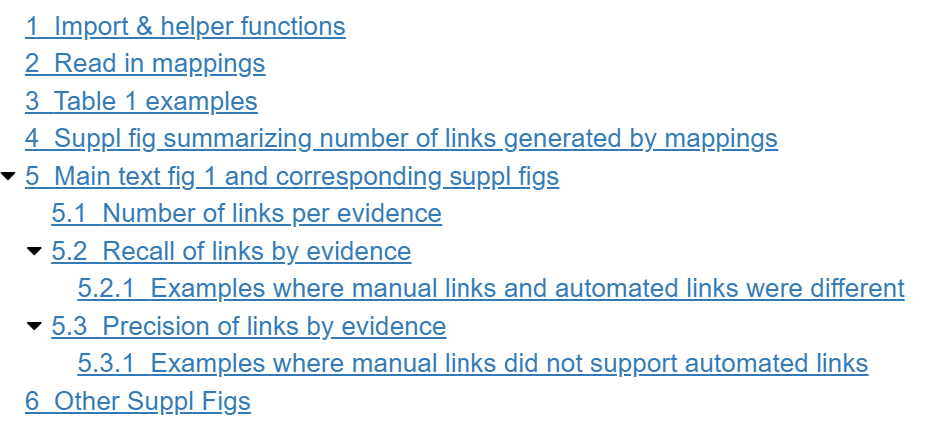 1 Import & helper functions
2 Read in mappings
3 Table 1 examples
4 Suppl fig summarizing number of links generated by mappings
5 Main text fig 1 and corresponding suppl figs
5.1 Number of links per evidence
5.2 Recall of links by evidence
5.2.1 Examples where manual links and automated links were different
5.3 Precision of links by evidence
5.3.1 Examples where manual links did not support automated links
6 Other Suppl Figs